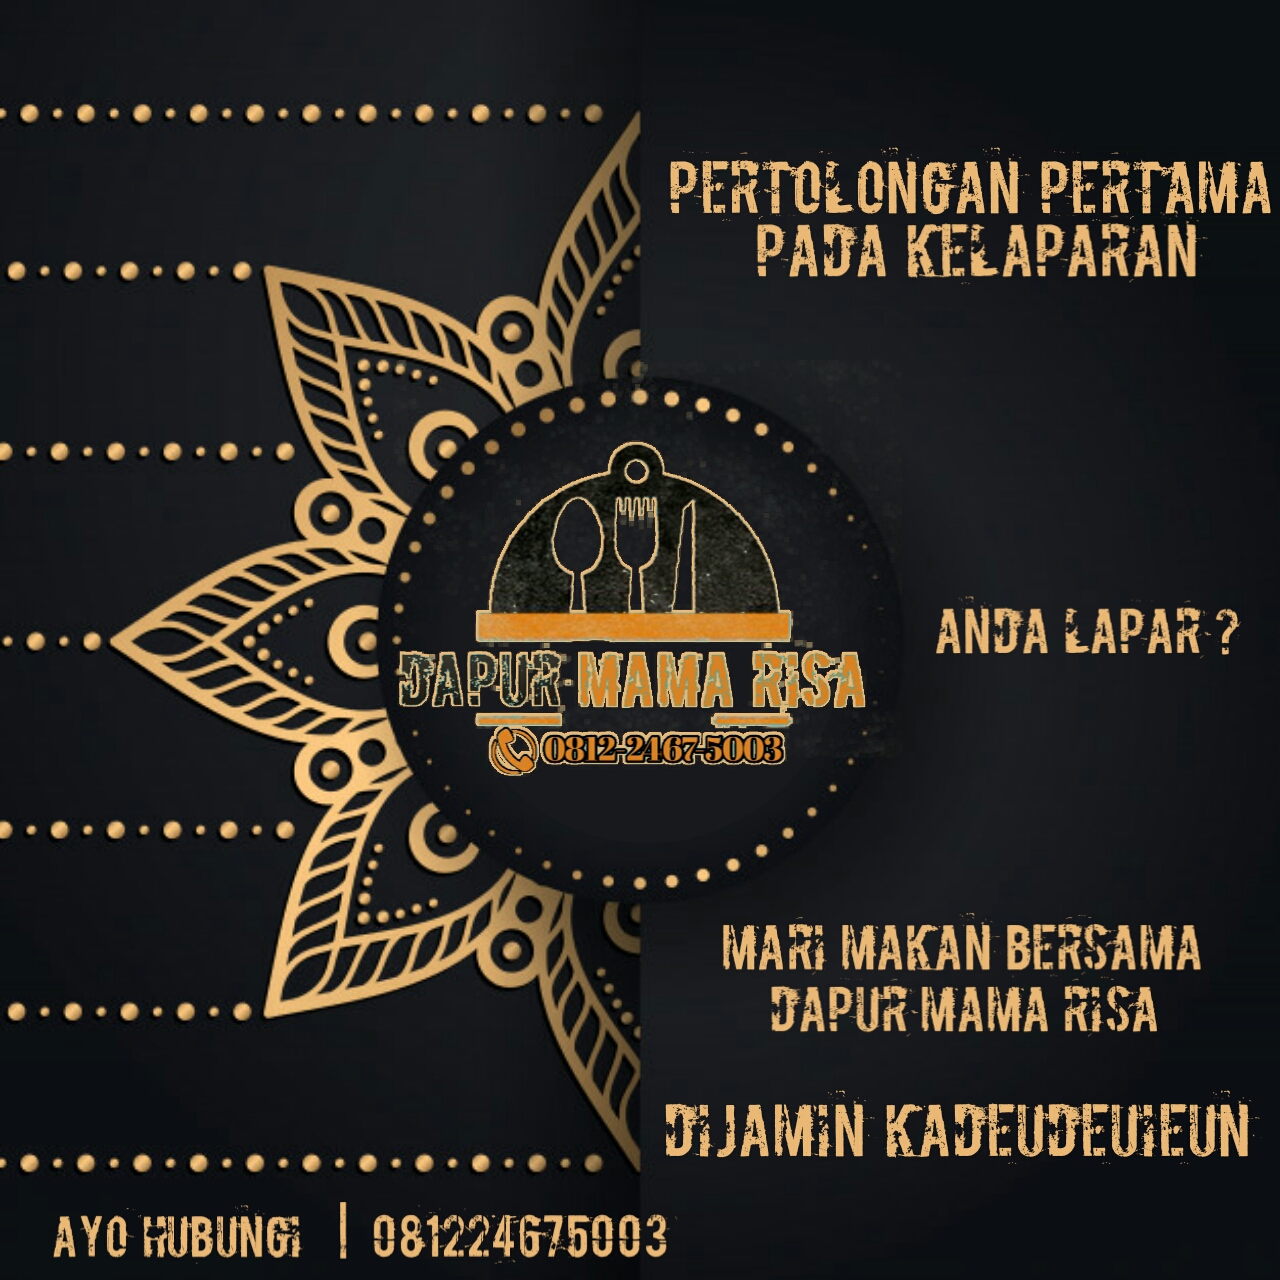 PERTOLONGAN PERTAMA
PADA KELAPARAN
DAPUR MAMA RISA
0812-2467-5003
ANDA LAPAR ?
MARI MAKAN BERSAMA
DAPUR MAMA RISA
DIJAMIN KADEUDEUIEUN
AYO HUBUNGI | 081224675003